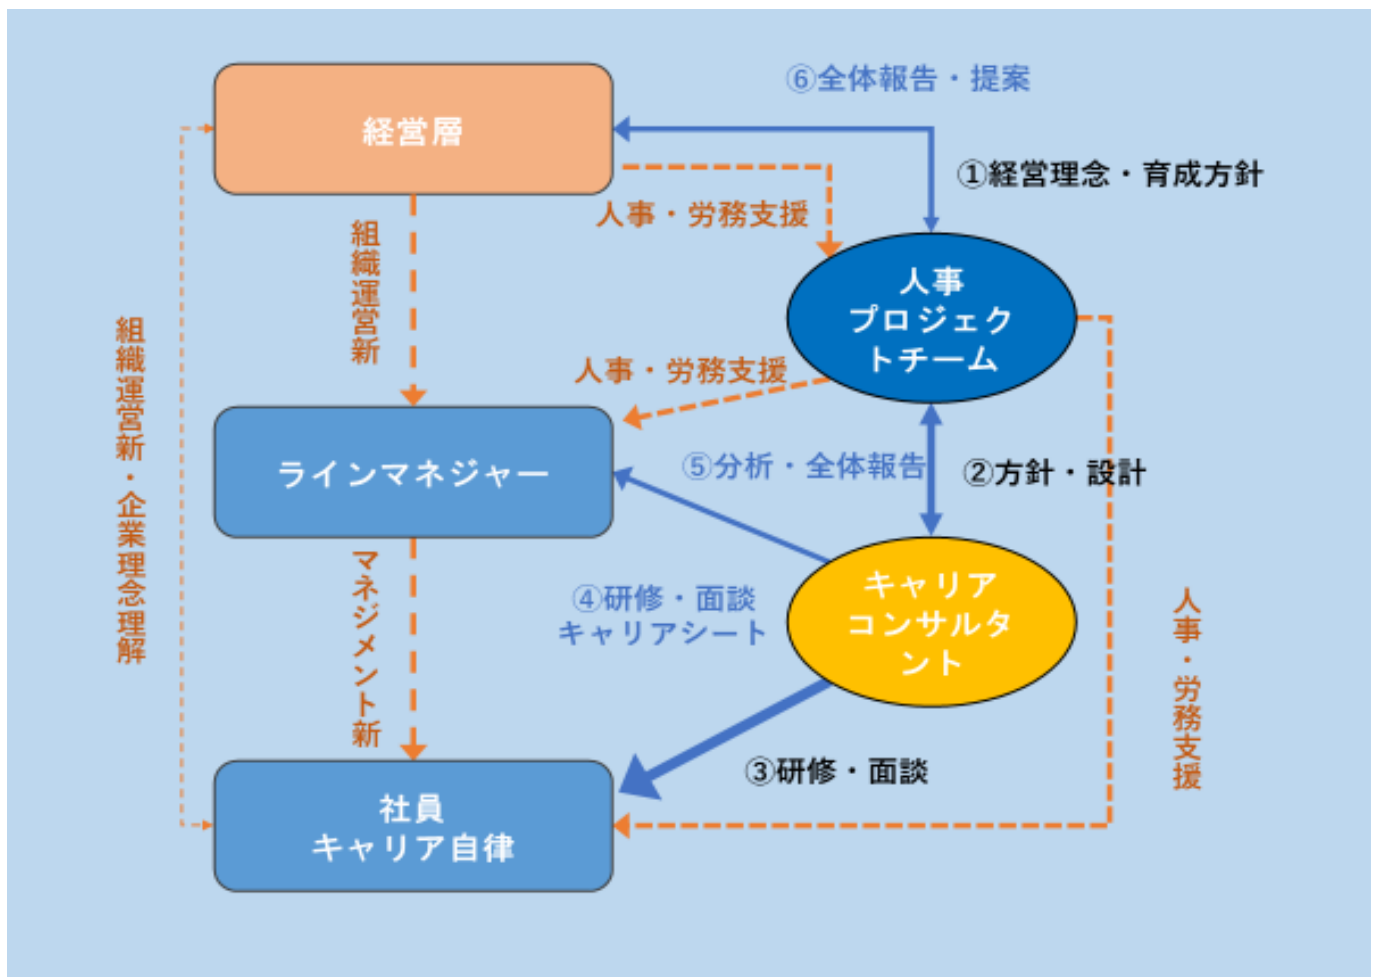 ⑥全体報告・提案
経営層
①経営理念・育成方針
人事・労務支援
組織運営新
人事
プロジェク
トチーム
組織運営新・企業理念理解
人事・労務支援
⑤分析・全体報告
②方針・設計
ラインマネジャー
マネジメント新
④研修・面談
キャリアシート
キャリア
コンサルタ
ント
人事・労務支援
③研修・面談
社員
キャリア自律